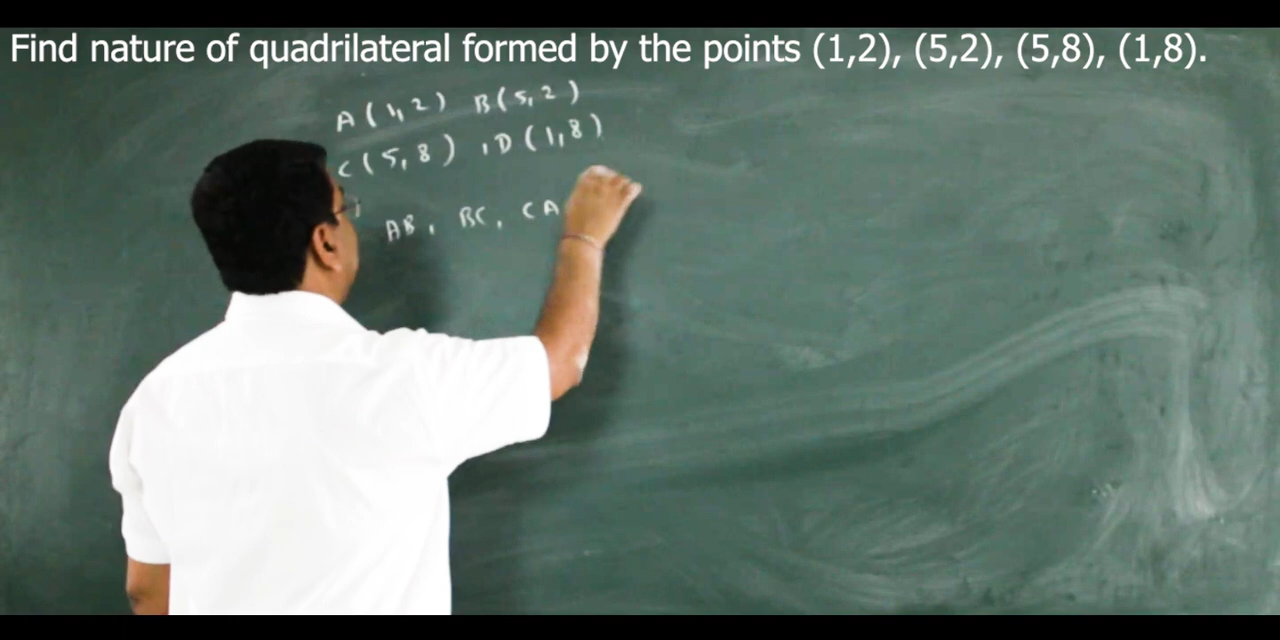 Find nature of quadrilateral formed by the points (1,2), (5,2), (5,8), (1,8).
A(1,2) B(5,2)
C(5,8) , D(1,8)
AB, BC, CA